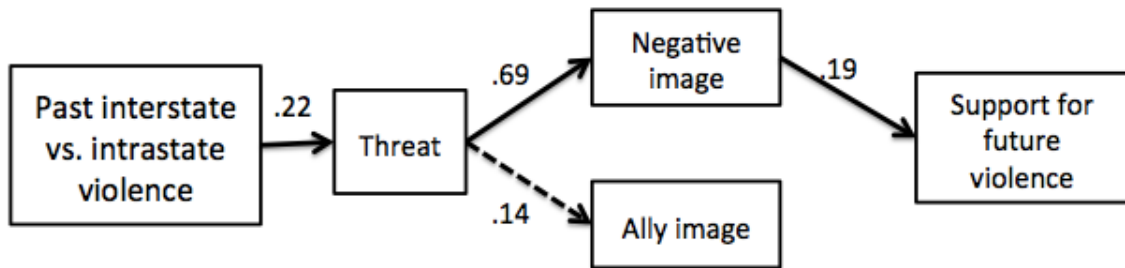 Past interstate
vs. intrastate
violence
.22
Threat
.69
.14
Negative
image
Ally image
.19
Support for
future
violence